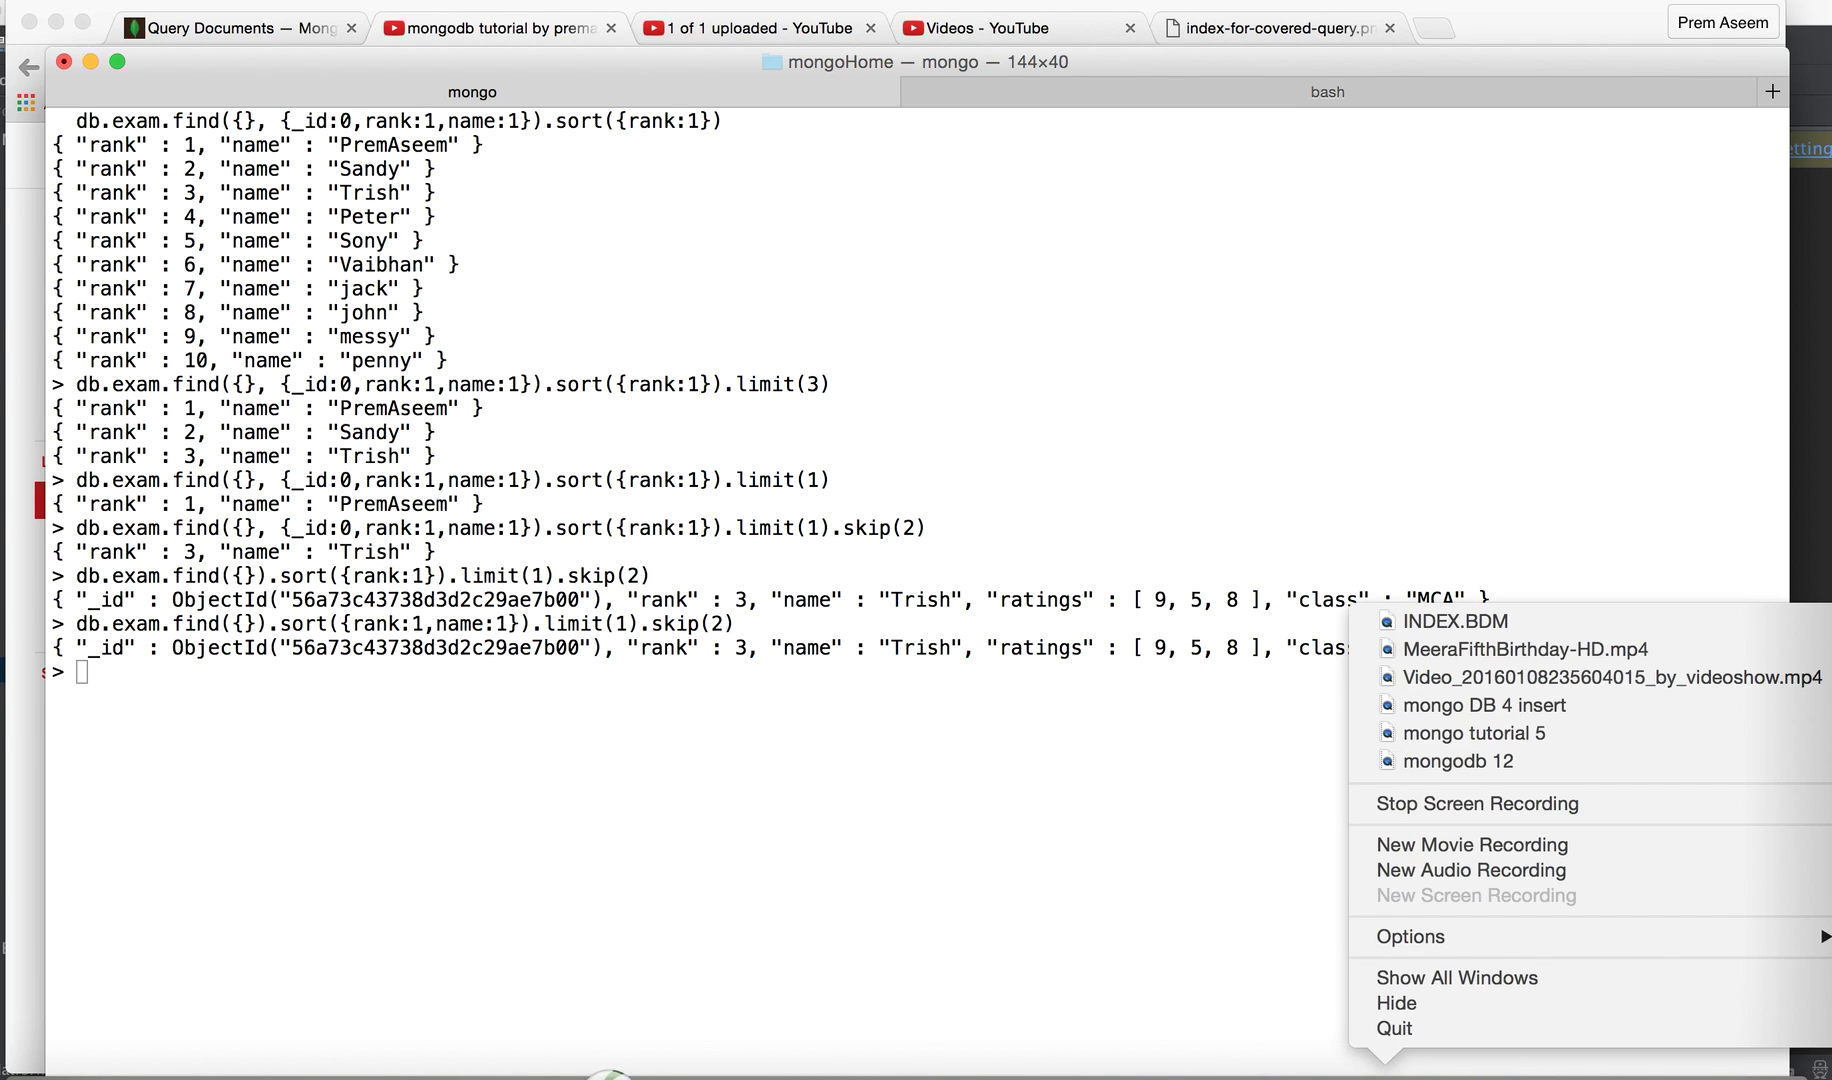 Query Documents — Mong
mongodb tutorial by prema
1 of 1 uploaded - YouTube
Videos - YouTube
index-for-covered-query.pr
Prem Aseem
mongoHome — mongo — 144×40
mongo
bash
+
db.exam.find({}, {_id:0,rank:1,name:1}).sort({rank:1})
{ "rank" : 1, "name" : "PremAseem" }
{ "rank" : 2, "name" : "Sandy" }
{ "rank" : 3, "name" : "Trish" }
{ "rank" : 4, "name" : "Peter" }
{ "rank" : 5, "name" : "Sony" }
{ "rank" : 6, "name" : "Vaibhan" }
{ "rank" : 7, "name" : "jack" }
{ "rank" : 8, "name" : "john" }
{ "rank" : 9, "name" : "messy" }
{ "rank" : 10, "name" : "penny" }
> db.exam.find({}, {_id:0,rank:1,name:1}).sort({rank:1}).limit(3)
{ "rank" : 1, "name" : "PremAseem" }
{ "rank" : 2, "name" : "Sandy" }
{ "rank" : 3, "name" : "Trish" }
> db.exam.find({}, {_id:0,rank:1,name:1}).sort({rank:1}).limit(1)
{ "rank" : 1, "name" : "PremAseem" }
> db.exam.find({}, {_id:0,rank:1,name:1}).sort({rank:1}).limit(1).skip(2)
{ "rank" : 3, "name" : "Trish" }
> db.exam.find({}).sort({rank:1}).limit(1).skip(2)
{ "_id" : ObjectId("56a73c43738d3d2c29ae7b00"), "rank" : 3, "name" : "Trish", "ratings" : [ 9, 5, 8 ], "class" : "MCA" }
> db.exam.find({}).sort({rank:1,name:1}).limit(1).skip(2)
{ "_id" : ObjectId("56a73c43738d3d2c29ae7b00"), "rank" : 3, "name" : "Trish", "ratings" : [ 9, 5, 8 ], "clas
>
etting
INDEX.BDM
MeeraFifthBirthday-HD.mp4
Video_20160108235604015_by_videoshow.mp4
mongo DB 4 insert
mongo tutorial 5
mongodb 12
Stop Screen Recording
New Movie Recording
New Audio Recording
New Screen Recording
Options
Show All Windows
Hide
Quit